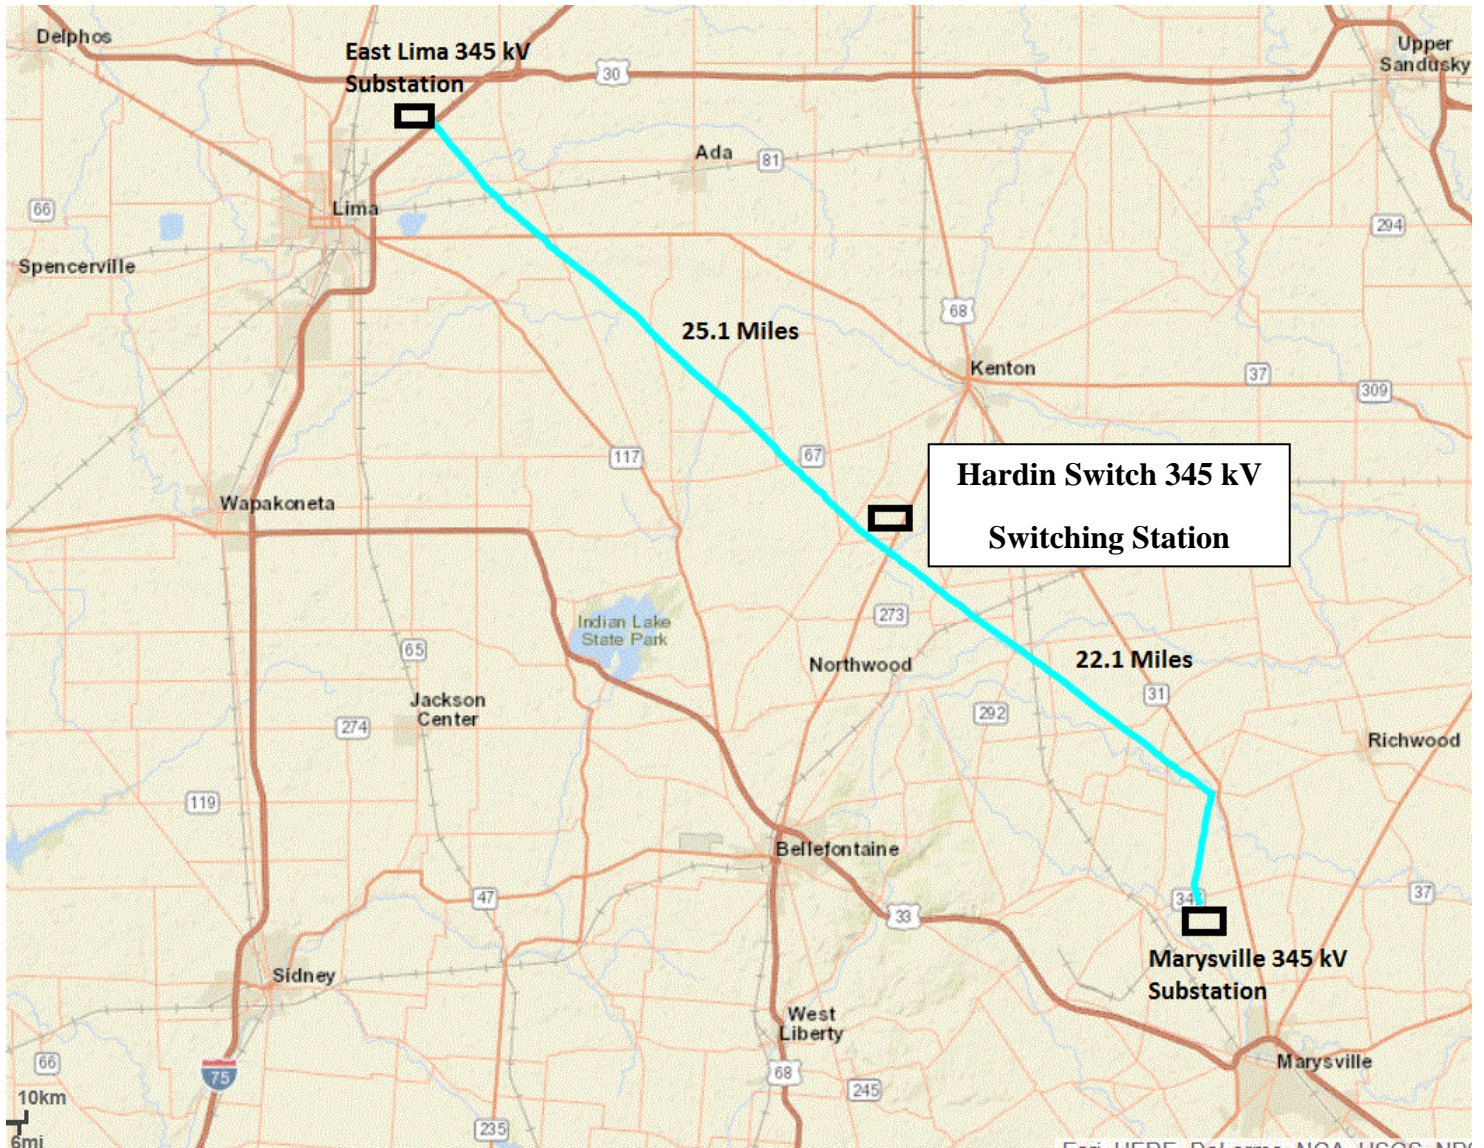 Delphos
East Lima 345 kV
Substation
30
Upper
Sandusky
Ada
81
66
Lima
294
Spencerville
25.1 Miles
68
Kenton
37
309
117
67
Hardin Switch 345 kV
Switching Station
Wapakoneta
Indian Lake
State Park
273
65
Northwood
22.1 Miles
31
Jackson
Center
274
292
Richwood
119
Bellefontaine
47
33
37
Marysville 345 kV
Substation
Sidney
West
Liberty
66
75
68
245
Marysville
10km
235
6mi